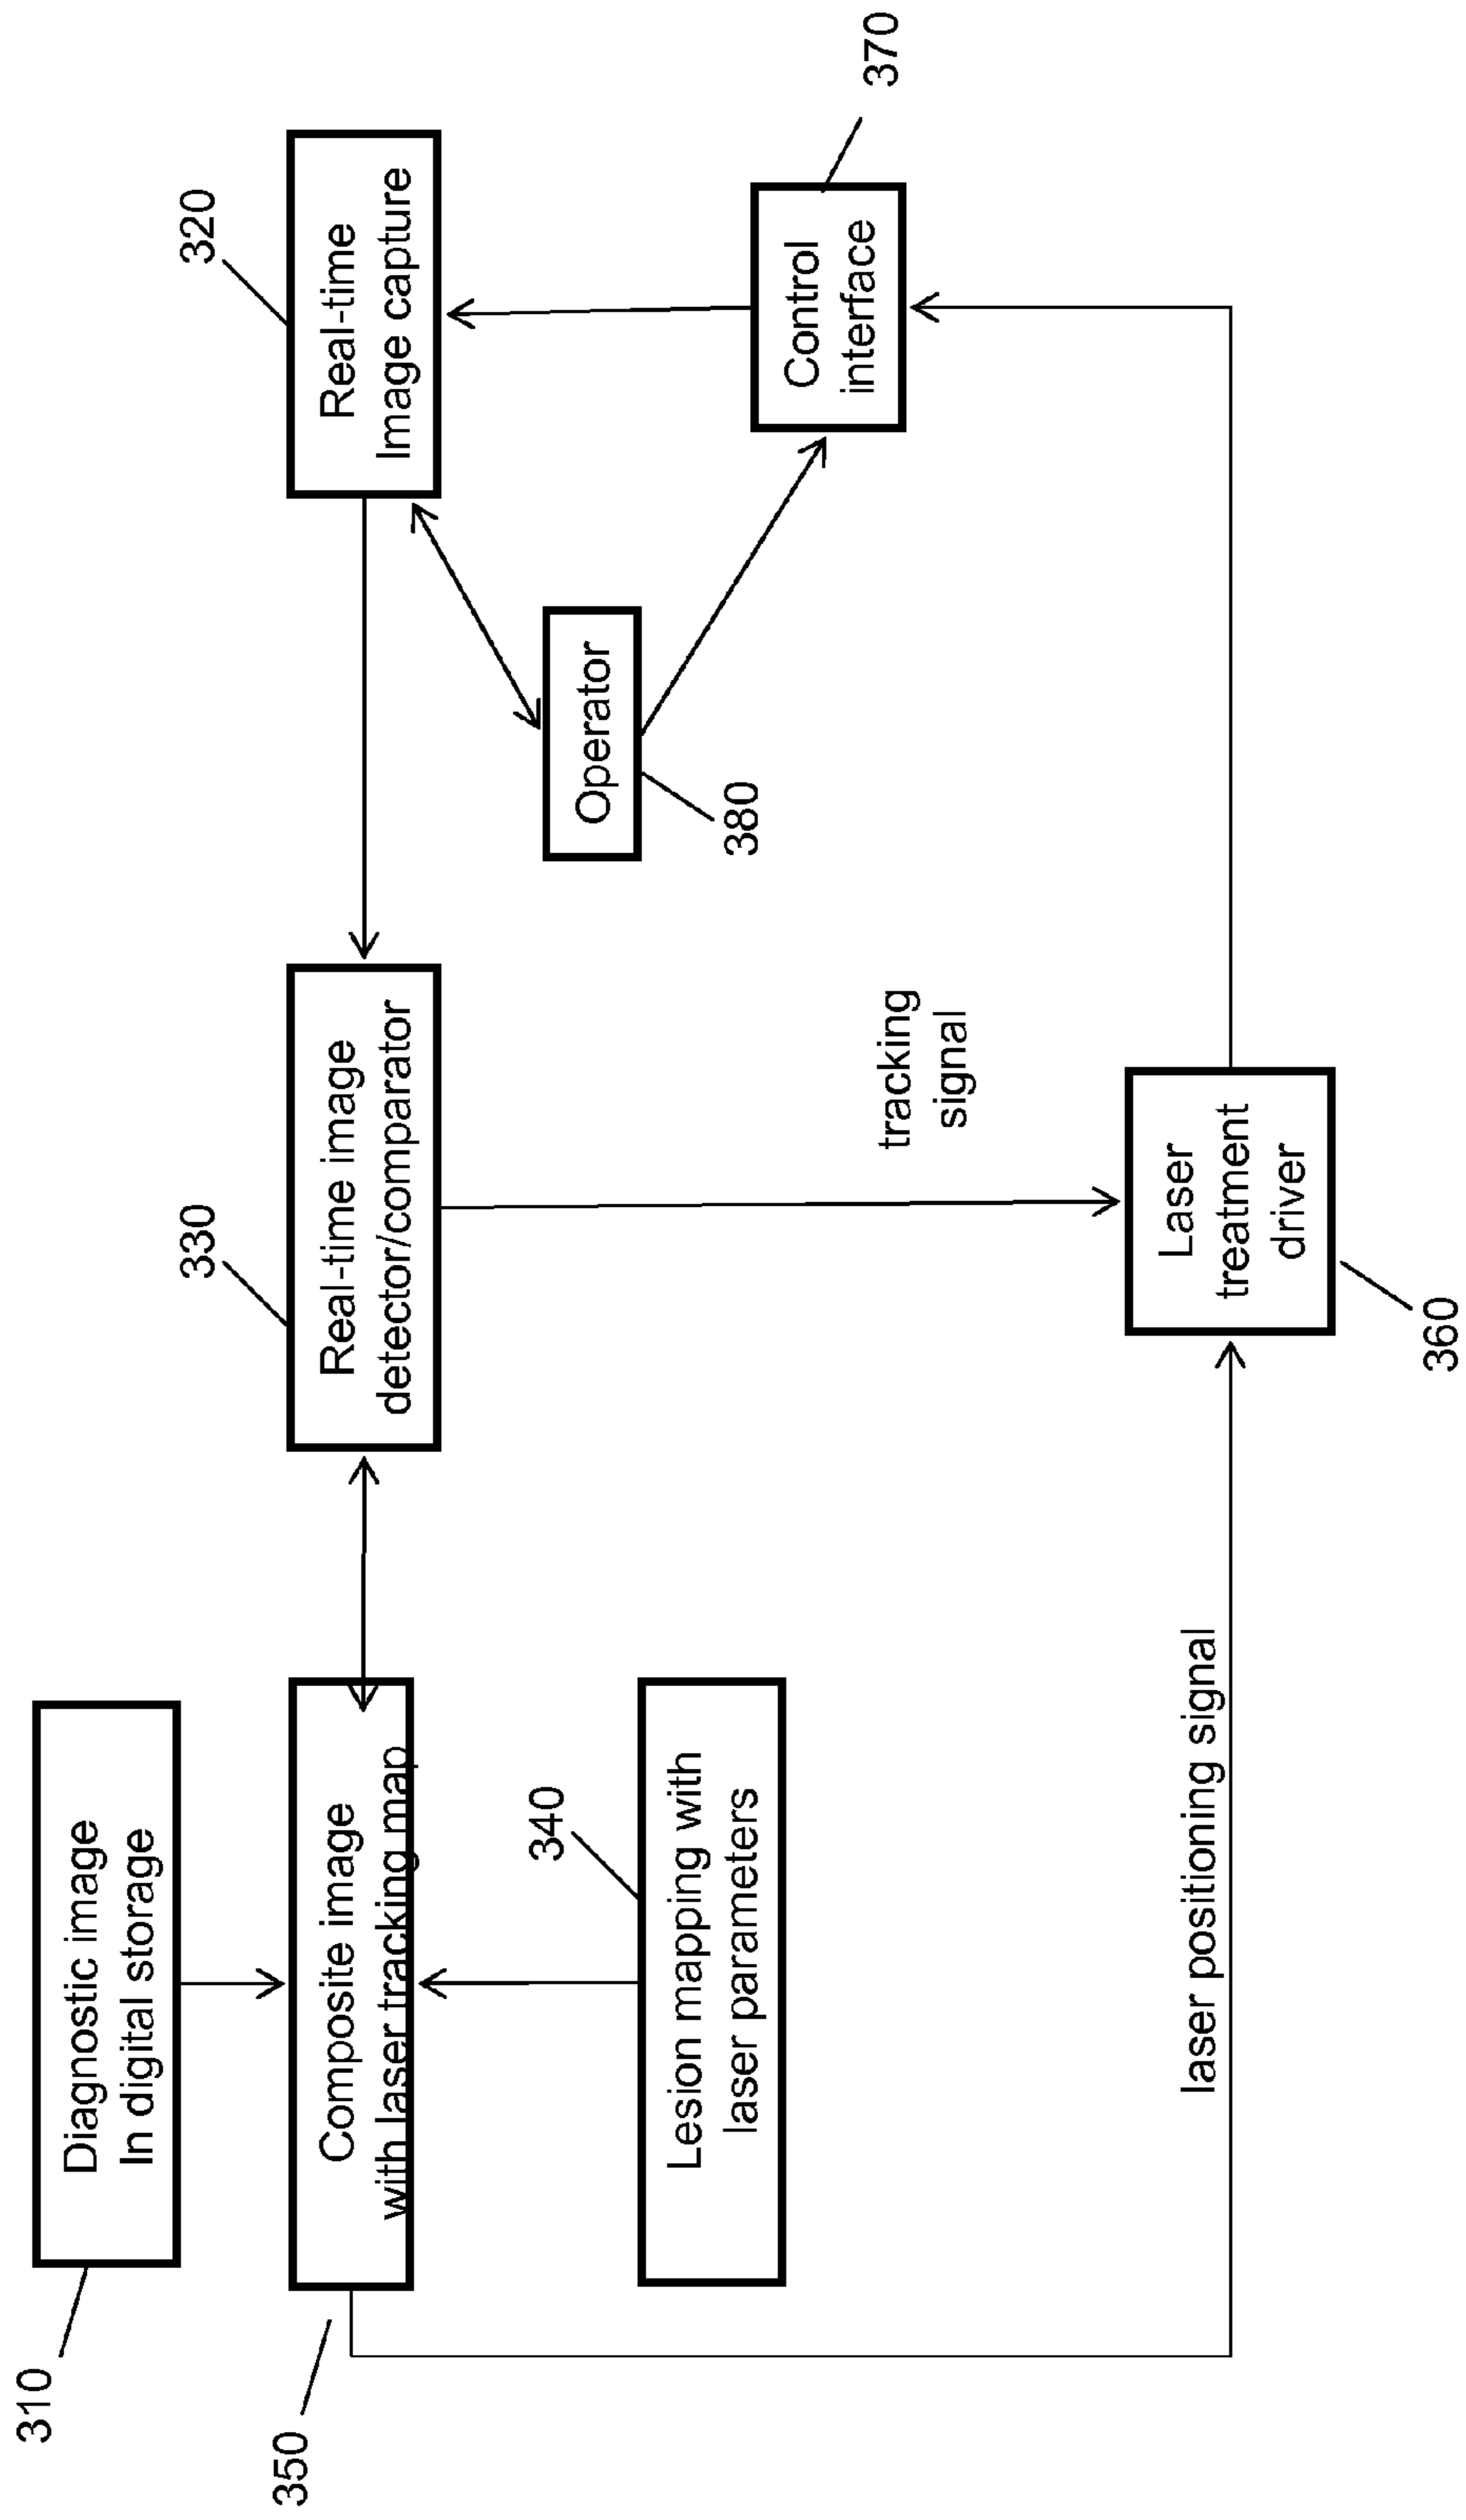 310
Diagnostic image
In digital storage
350
Composite image
with laser tracking map
340
Lesion mapping with
laser parameters
330
Real-time image
detector/comparator
320
Real-time
Image capture
Operator
380
Control
interface
370
tracking
signal
laser positioning signal
Laser
treatment
driver
360